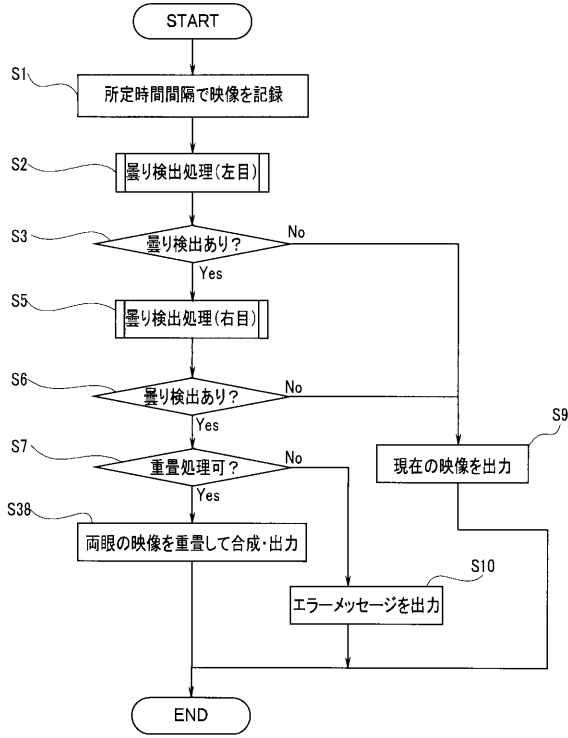 START
S1
所定時間間隔で映像を記録
S2
曇り検出処理(左目)
S3
曇り検出あり?
No
Yes
S5
曇り検出処理(右目)
S6
曇り検出あり?
No
Yes
S7
重畳処理可?
No
Yes
S9
現在の映像を出力
S38
両眼の映像を重畳して合成・出力
S10
エラーメッセージを出力
END